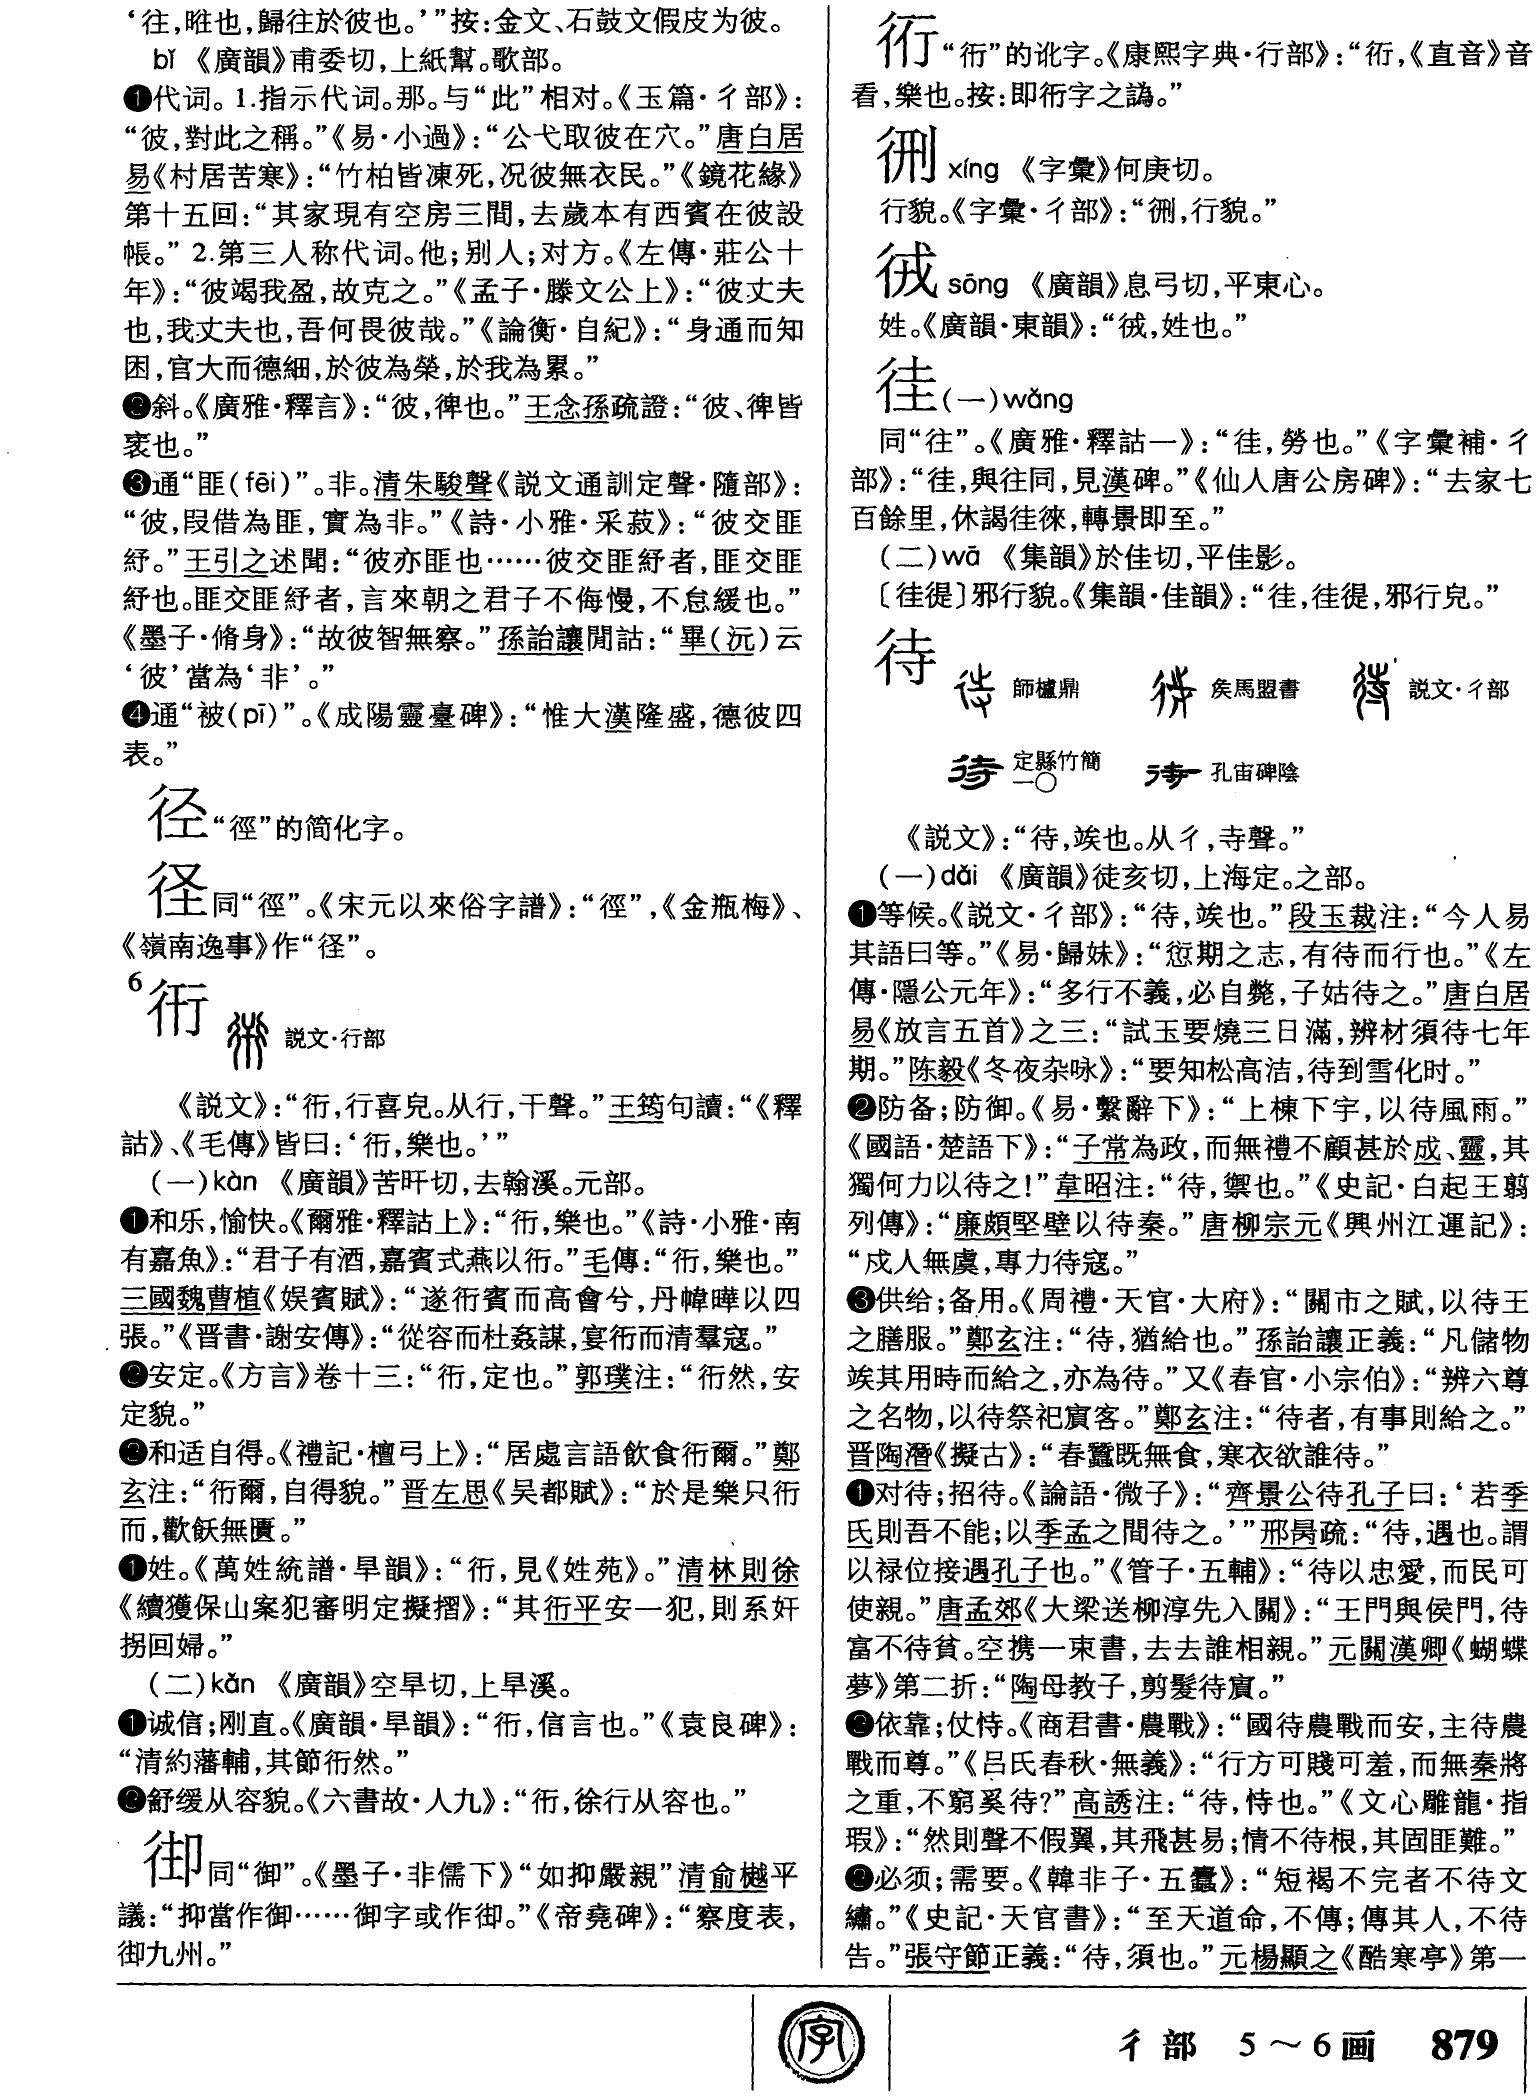 ‘往，暀也，歸往於彼也。’”按：金文、石鼓文假皮为彼。
bǐ 《廣韻》甫委切，上紙幫。歌部。
❶代词。1.指示代词。那。与“此”相对。《玉篇·彳部》：
“彼，對此之稱。”《易·小過》：“公弋取彼在穴。”唐白居
易《村居苦寒》：“竹柏皆凍死，况彼無衣民。”《鏡花緣》
第十五回：“其家現有空房三間，去歲本有西賓在彼設
帳。”2.第三人称代词。他；别人；对方。《左傳·莊公十
年》：“彼竭我盈，故克之。”《孟子·滕文公上》：“彼丈夫
也，我丈夫也，吾何畏彼哉。”《論衡·自紀》：“身通而知
困，官大而德細，於彼為榮，於我為累。”
❷斜。《廣雅·釋言》：“彼，俾也。”王念孫疏證：“彼、俾皆
衺也。”
❸通“匪(fēi)”。非。清朱駿聲《説文通訓定聲·隨部》：
“彼，叚借為匪，實為非。”《詩·小雅·采菽》：“彼交匪
紓。”王引之述聞：“彼亦匪也……彼交匪紓者，匪交匪
紓也。匪交匪紓者，言來朝之君子不侮慢，不怠緩也。”
《墨子·脩身》：“故彼智無察。”孫詒讓閒詁：“畢(沅)云
‘彼’當為‘非’。”
❹通“被(pī)”。《成陽靈臺碑》：“惟大漢隆盛，德彼四
表。”
径“徑”的简化字。
径同“徑”。《宋元以來俗字譜》：“徑”，《金瓶梅》、
《嶺南逸事》作“径”。
6
衎 説文·行部
《説文》：“衎，行喜皃。从行，干聲。”王筠句讀：“《釋
詁》、《毛傳》皆曰：‘衎，樂也。’”
(一)kàn 《廣韻》苦旰切，去翰溪。元部。
❶和乐，愉快。《爾雅·釋詁上》：“衎，樂也。”《詩·小雅·南
有嘉魚》：“君子有酒，嘉賓式燕以衎。”毛傳：“衎，樂也。”
三國魏曹植《娱賓賦》：“遂衎賓而高會兮，丹幃曄以四
張。”《晋書·謝安傳》：“從容而杜姦謀，宴衎而清羣寇。”
❷安定。《方言》卷十三：“衎，定也。”郭璞注：“衎然，安
定貌。”
❷和适自得。《禮記·檀弓上》：“居處言語飲食衎爾。”鄭
玄注：“衎爾，自得貌。”晋左思《吴都賦》：“於是樂只衎
而，歡飫無匱。”
❶姓。《萬姓統譜·旱韻》：“衎，見《姓苑》。”清林則徐
《續獲保山案犯審明定擬摺》：“其衎平安一犯，則系奸
拐回婦。”
(二)kǎn 《廣韻》空旱切，上旱溪。
❶诚信；刚直。《廣韻·旱韻》：“衎，信言也。”《袁良碑》：
“清約藩輔，其節衎然。”
❷舒缓从容貌。《六書故·人九》：“衎，徐行从容也。”
同“御”。《墨子·非儒下》“如抑嚴親”清俞樾平
議：“抑當作御……御字或作𢓷。”《帝堯碑》：“察度表，
𢓷九州。”
“衎”的讹字。《康熙字典·行部》：“，《直音》音
看，樂也。按：即衎字之譌。”
xíng 《字彙》何庚切。
行貌。《字彙·彳部》：“，行貌。”
sōng 《廣韻》息弓切，平東心。
姓。《廣韻·東韻》：“，姓也。”
徍(一)wǎng
同“往”。《廣雅·釋詁一》：“徍，勞也。”《字彙補·彳
部》：“徍，與往同，見漢碑。”《仙人唐公房碑》：“去家七
百餘里，休謁徍徠，轉景即至。”
(二)wā 《集韻》於佳切，平佳影。
〔徍徥〕邪行貌。《集韻·佳韻》：“徍，徍徥，邪行皃。”
待 師櫨鼎 矦馬盟書 説文·彳部
定縣竹簡一〇 孔宙碑陰
《説文》：“待，竢也。从彳，寺聲。”
(一)dǎi 《廣韻》徒亥切，上海定。之部。
❶等候。《説文·彳部》：“待，竢也。”段玉裁注：“今人易
其語曰等。”《易·歸妹》：“愆期之志，有待而行也。”《左
傳·隱公元年》：“多行不義，必自斃，子姑待之。”唐白居
易《放言五首》之三：“試玉要燒三日滿，辨材須待七年
期。”陈毅《冬夜杂咏》：“要知松高洁，待到雪化时。”
❷防备；防御。《易·繫辭下》：“上棟下宇，以待風雨。”
《國語·楚語下》：“子常為政，而無禮不顧甚於成、靈，其
獨何力以待之！”韋昭注：“待，禦也。”《史記·白起王翦
列傳》：“廉頗堅壁以待秦。”唐柳宗元《興州江運記》：
“戍人無虞，專力待寇。”
❸供给；备用。《周禮·天官·大府》：“關市之賦，以待王
之膳服。”鄭玄注：“待，猶給也。”孫詒讓正義：“凡儲物
竢其用時而給之，亦為待。”又《春官·小宗伯》：“辨六尊
之名物，以待祭祀賓客。”鄭玄注：“待者，有事則給之。”
晋陶潛《擬古》：“春蠶既無食，寒衣欲誰待。”
❶对待；招待。《論語·微子》：“齊景公待孔子曰：‘若季
氏則吾不能；以季孟之間待之。’”邢昺疏：“待，遇也。謂
以禄位接遇孔子也。”《管子·五輔》：“待以忠愛，而民可
使親。”唐孟郊《大梁送柳淳先入關》：“王門與侯門，待
富不待貧。空携一束書，去去誰相親。”元關漢卿《蝴蝶
夢》第二折：“陶母教子，剪髮待賓。”
❷依靠；仗恃。《商君書·農戰》：“國待農戰而安，主待農
戰而尊。”《吕氏春秋·無義》：“行方可賤可羞，而無秦將
之重，不窮奚待?”高誘注：“待，恃也。”《文心雕龍·指
瑕》：“然則聲不假翼，其飛甚易；情不待根，其固匪難。”
❷必须；需要。《韓非子·五蠹》：“短褐不完者不待文
繡。”《史記·天官書》：“至天道命，不傳；傳其人，不待
告。”張守節正義：“待，須也。”元楊顯之《酷寒亭》第一
字
彳部 5～6画 879